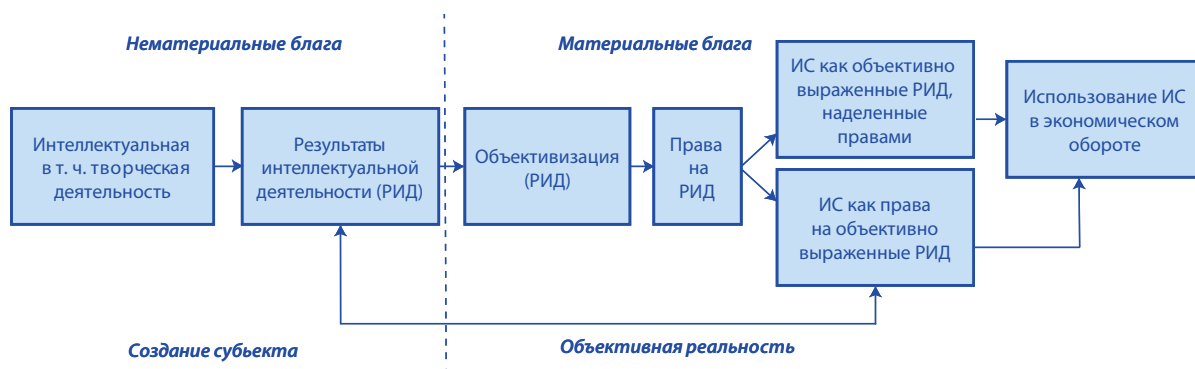 Нематериальные блага
Материальные блага
Интеллектуальная
в т. ч. творческая
деятельность
Результаты
интеллектуальной
деятельности (РИД)
Объективизация
(РИД)
Права
на
РИД
ИС как объективно
выраженные РИД,
наделенные
правами
ИС как права
на объективно
выраженные РИД
Использование ИС
в экономическом
обороте
Создание субьекта
Объективная реальность